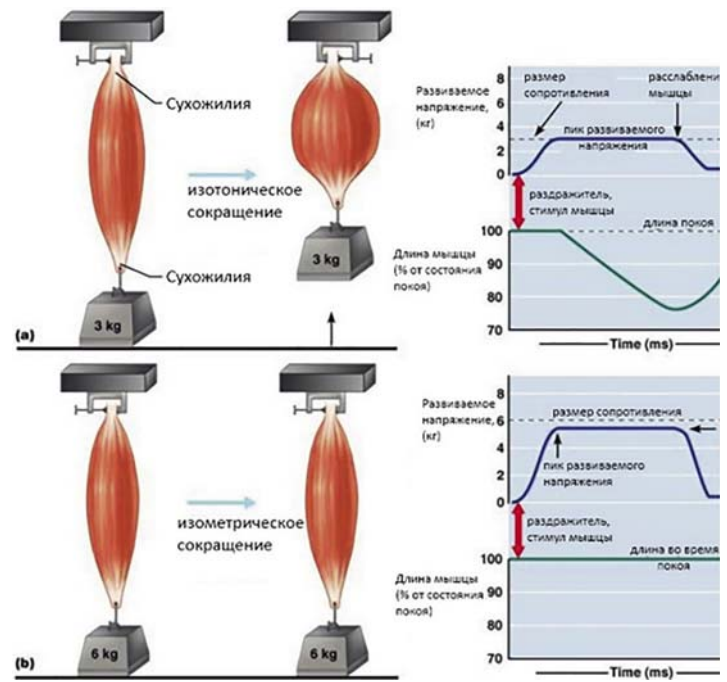 Сухожилия
изотоническое
сокращение
Сухожилия
3 kg
3 kg
(a)
Развиваемое
напряжение,
(кг)
8
6
4
2
0
размер
сопротивления
расслаблени
мышцы
пик развиваемого
напряжения
раздражитель,
стимул мышцы
длина покоя
Длина мышцы
(% от состояния
покоя)
100
90
80
70
Time (ms)
изометрическое
сокращение
6 kg
6 kg
(b)
Развиваемое
напряжение,
(кг)
8
6
4
2
0
размер сопротивления
пик развиваемого
напряжения
раздражитель,
стимул мышцы
длина во время
покоя
Длина мышцы
(% от состояния
покоя)
100
100
90
80
70
Time (ms)